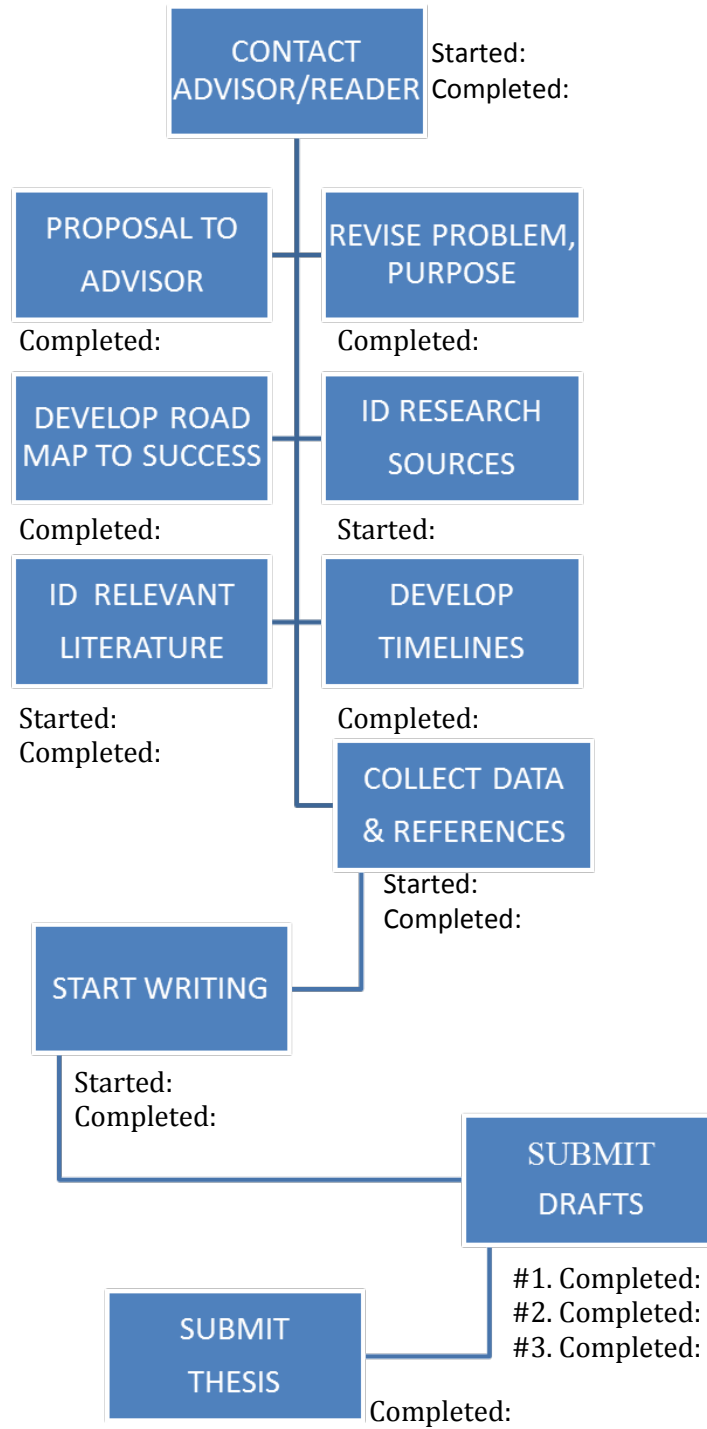 CONTACT
ADVISOR/READER
Started:
Completed:
PROPOSAL TO
ADVISOR
Completed:
REVISE PROBLEM,
PURPOSE
Completed:
DEVELOP ROAD
MAP TO SUCCESS
Completed:
ID RESEARCH
SOURCES
Started:
ID RELEVANT
LITERATURE
Started:
Completed:
DEVELOP
TIMELINES
Completed:
COLLECT DATA
& REFERENCES
Started:
Completed:
START WRITING
Started:
Completed:
SUBMIT
DRAFTS
#1. Completed:
#2. Completed:
#3. Completed:
SUBMIT
THESIS
Completed: